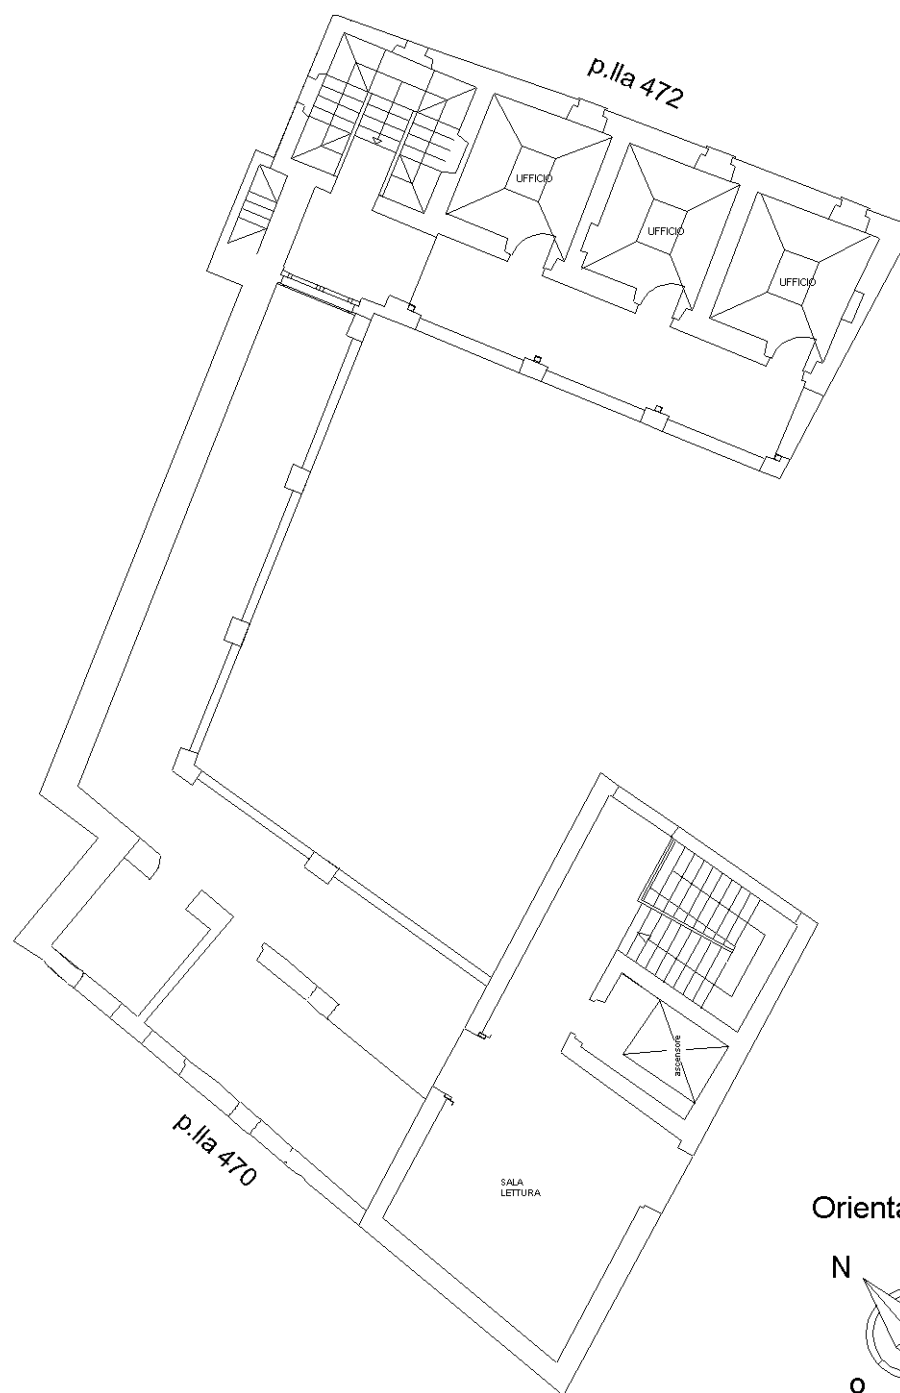 p.lla 472
UFFICIO
UFFICIO
UFFICIO
ascensore
p.lla 470
SALA
LETTURA
Orienta
N
o